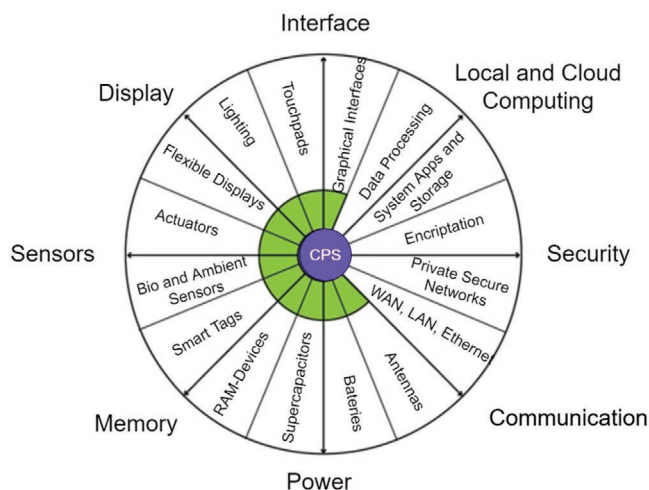 Interface
Local and Cloud
Computing
Display
Lighting
Touchpads
Graphical Interfaces
Data Processing
System Apps and
Storage
Flexible Displays
Actuators
Encriptation
Sensors
CPS
Security
Bio and Ambient
Sensors
Private Secure
Networks
Smart Tags
WAN, LAN, Etherne
RAM-Devices
Supercapacitors
Bateries
Antennas
Memory
Communication
Power